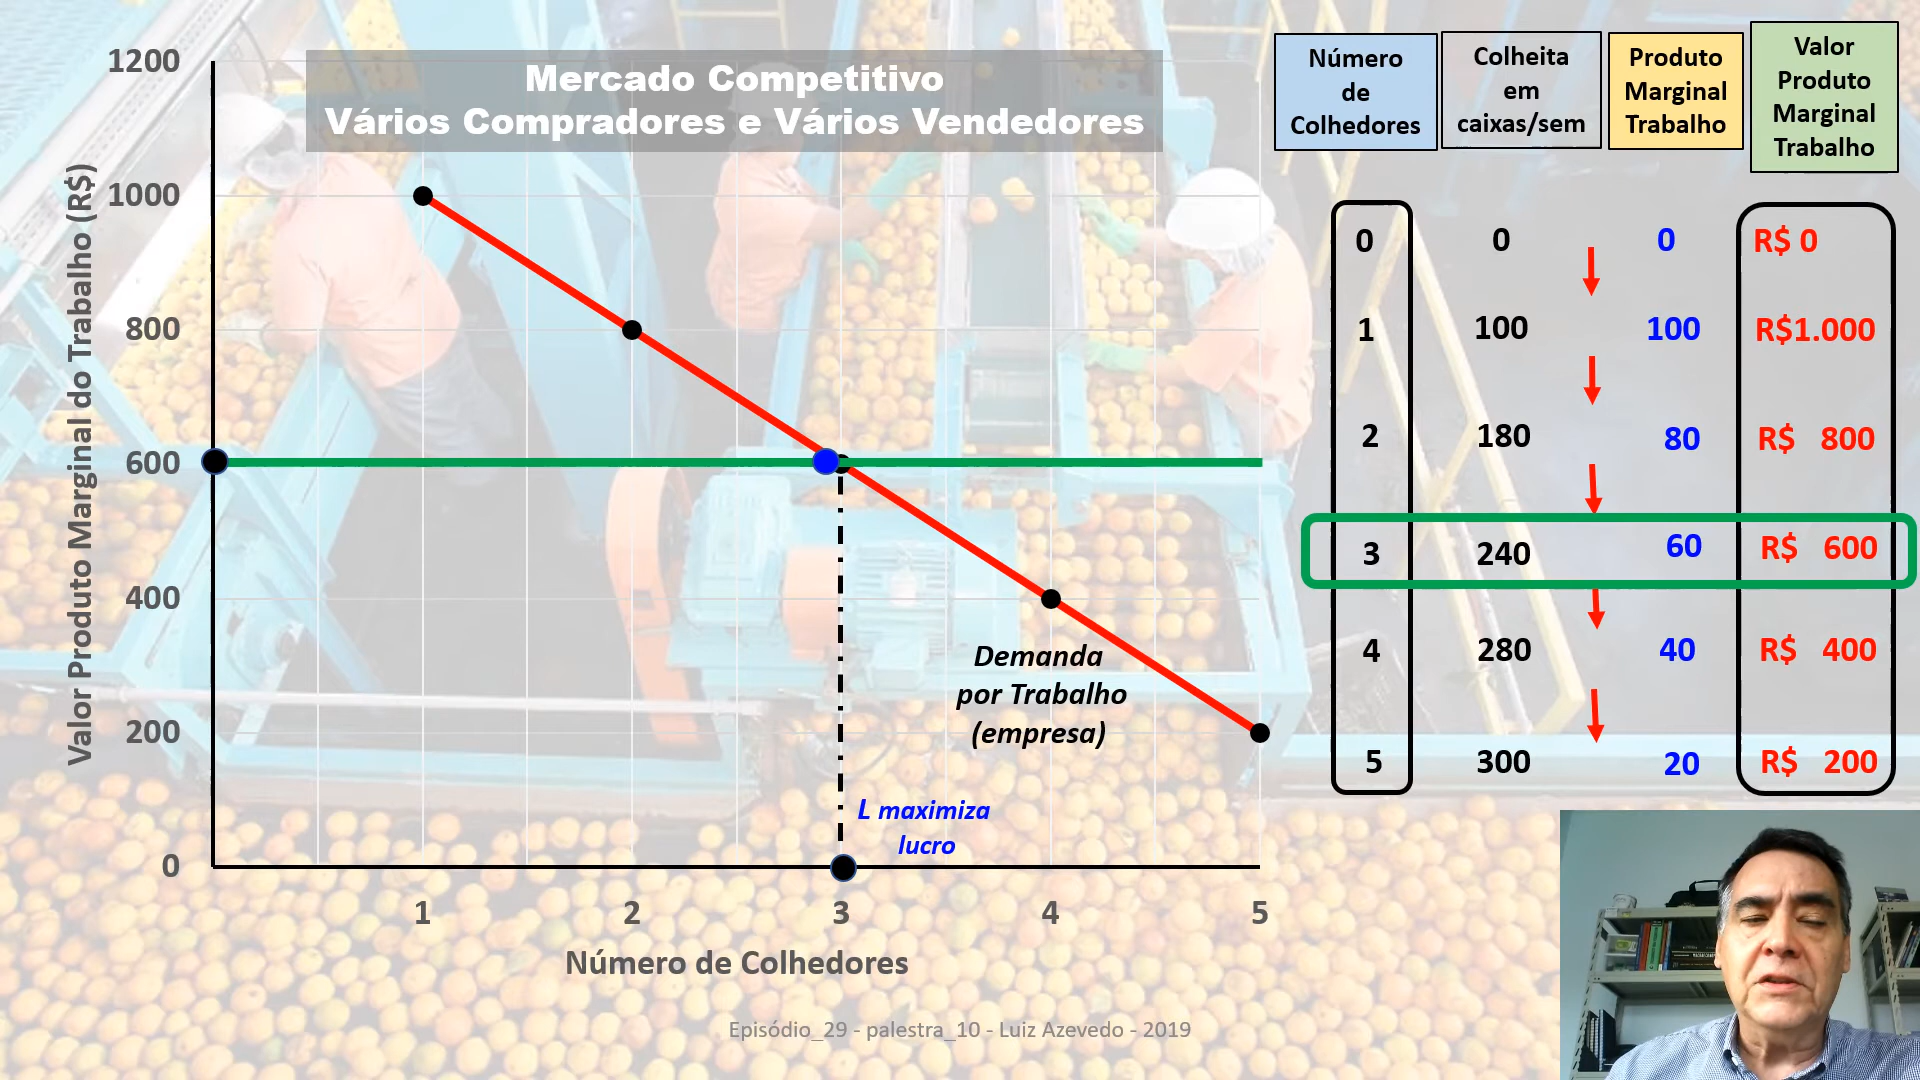 Mercado Competitivo
Vários Compradores e Vários Vendedores
Valor Produto Marginal do Trabalho (R$)
1200
1000
800
600
400
200
0
1 2 3 4 5
Número de Colhedores
Demanda
por Trabalho
(empresa)
L maximiza
lucro
Número
de
Colhedores
Colheita
em
caixas/sem
Produto
Marginal
Trabalho
Valor
Produto
Marginal
Trabalho
0 0 0 R$ 0
1 100 100 R$1.000
2 180 80 R$ 800
3 240 60 R$ 600
4 280 40 R$ 400
5 300 20 R$ 200
Episódio_29 - palestra_10 - Luiz Azevedo - 2019